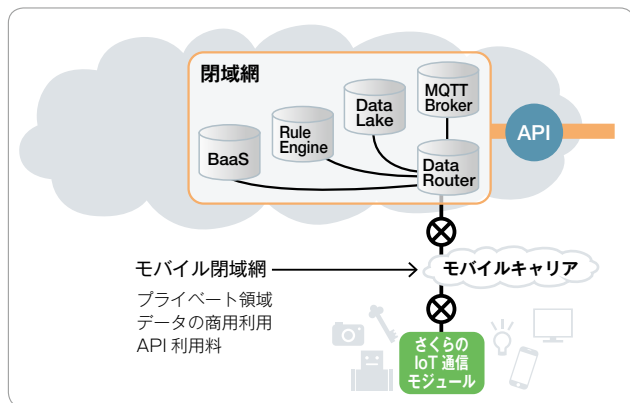 閉域網
MQTT
Broker
Data
Lake
Rule
Engine
BaaS
Data
Router
API
モバイル閉域網
モバイルキャリア
プライベート領域
データの商用利用
API 利用料
さくらの
IoT 通信
モジュール